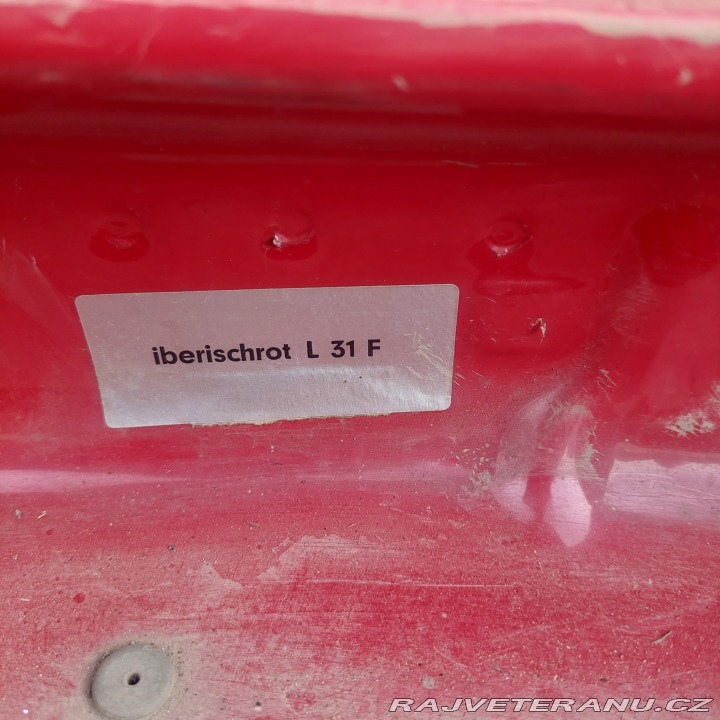 iberischrot L 31 F
RAJVETERANU.CZ